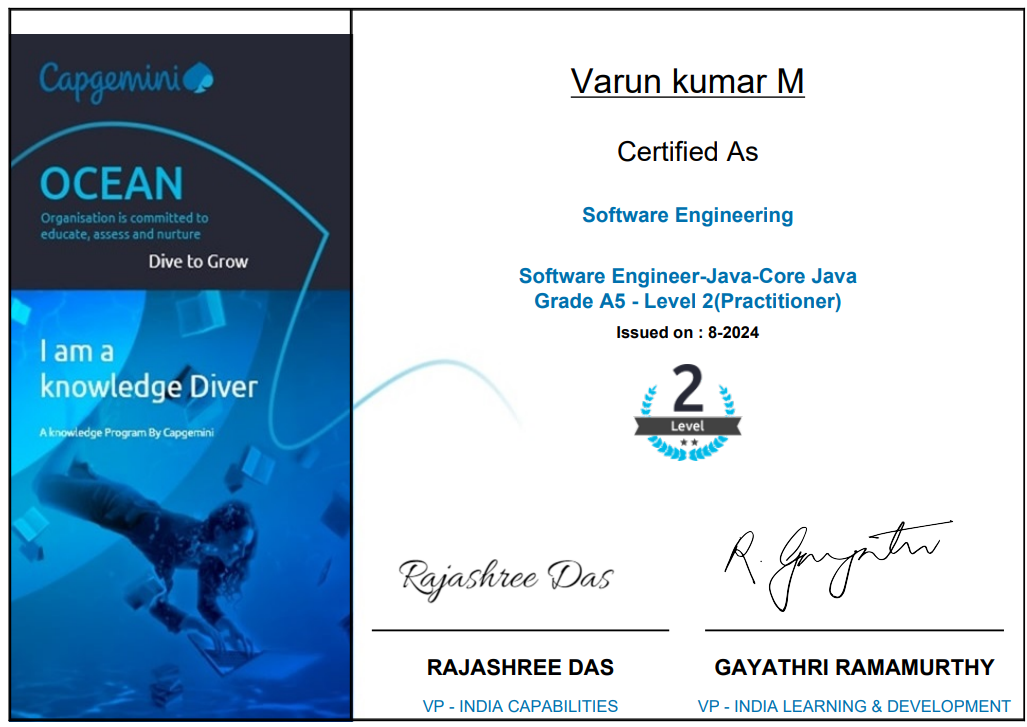 Capgemini
OCEAN
Organisation is committed to
educate, assess and nurture
Dive to Grow
I am a
knowledge Diver
A knowledge Program By Capgemini
Varun kumar M
Certified As
Software Engineering
Software Engineer-Java-Core Java
Grade A5 - Level 2(Practitioner)
Issued on : 8-2024
2
Level
Rajashree Das
R. Gayathri
RAJASHREE DAS
GAYATHRI RAMAMURTHY
VP - INDIA CAPABILITIES
VP - INDIA LEARNING & DEVELOPMENT